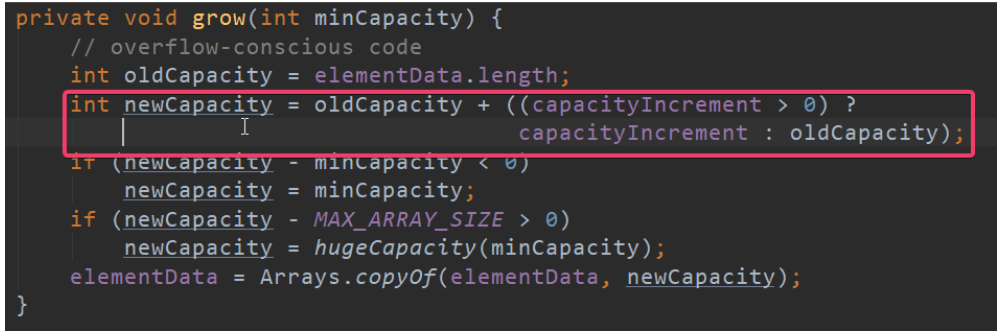 private void grow(int minCapacity) {
    // overflow-conscious code
    int oldCapacity = elementData.length;
    int newCapacity = oldCapacity + ((capacityIncrement > 0) ?
                                     capacityIncrement : oldCapacity);
    if (newCapacity - minCapacity < 0)
        newCapacity = minCapacity;
    if (newCapacity - MAX_ARRAY_SIZE > 0)
        newCapacity = hugeCapacity(minCapacity);
    elementData = Arrays.copyOf(elementData, newCapacity);
}